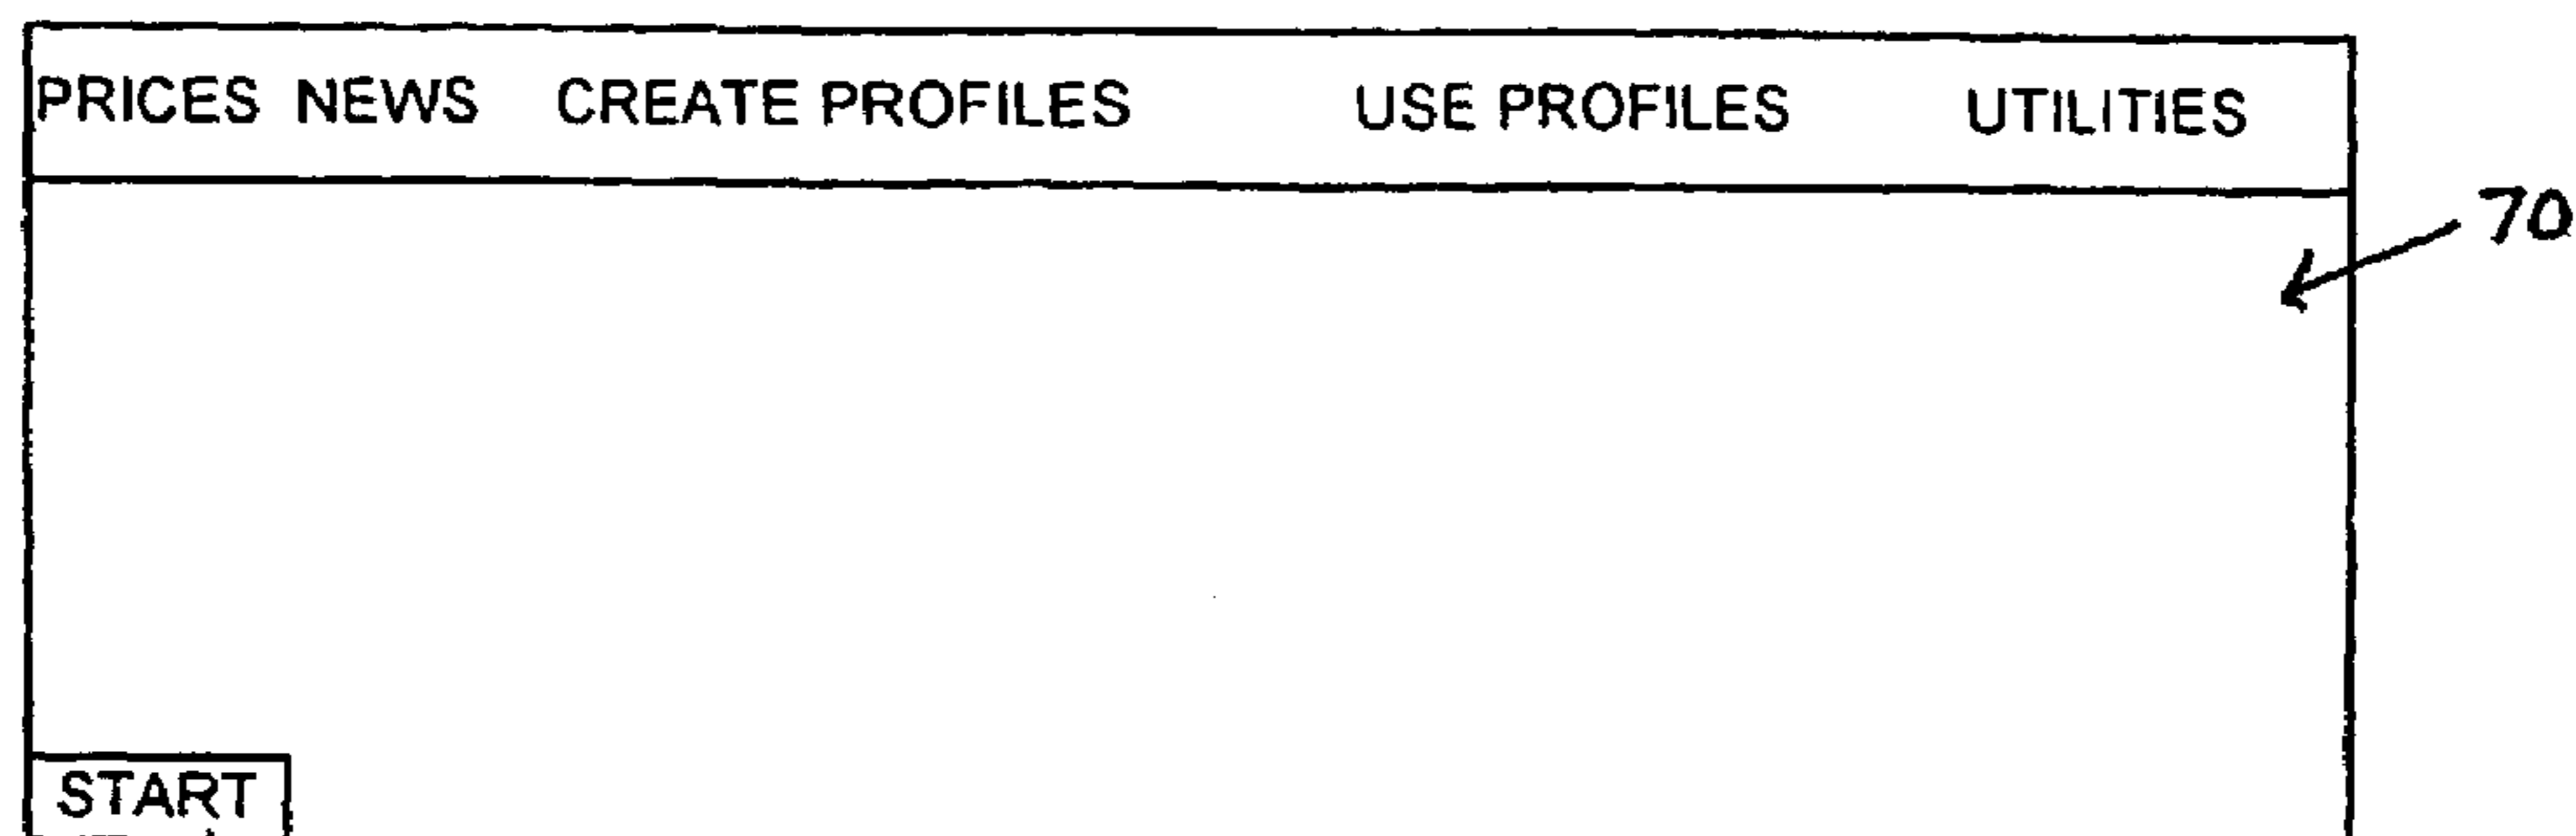 PRICES NEWS CREATE PROFILES USE PROFILES UTILITIES
70
START